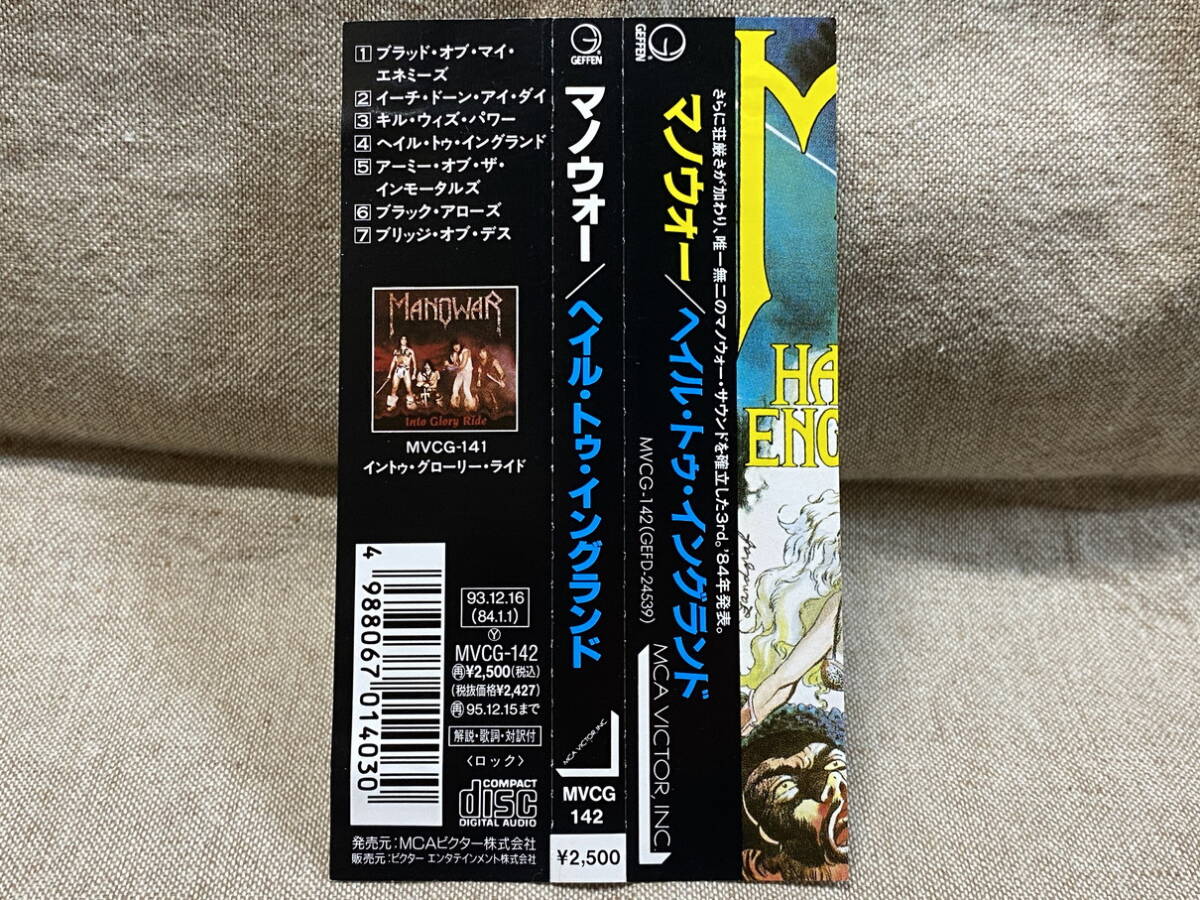 1 ブラッド・オブ・マイ・
エネミーズ
2 イーチ・ドーン・アイ・ダイ
3 キル・ウィズ・パワー
4 ヘイル・トゥ・イングランド
5 アーミー・オブ・ザ・
インモータルズ
6 ブラック・アローズ
7 ブリッジ・オブ・デス
MANOWAR
Into Glory Ride
MVCG-141
イントゥ・グローリー・ライド
4 988067 014030
93.12.16
(84.1.1)
Y
MVCG-142
再¥2,500(税込)
(税抜価格¥2,427)
再95.12.15まで
解説・歌詞・対訳付
〈ロック〉
COMPACT
disc
DIGITAL AUDIO
発売元:MCAビクター株式会社
販売元:ビクター エンタテインメント株式会社
GEFFEN
マノウォー/ヘイル・トゥ・イングランド
MCA VICTOR, INC
MVCG
142
¥2,500
GEFFEN
さらに荘厳さが加わり、唯一無二のマノウォー・サウンドを確立した3rd。'84年発表。
マノウォー/ヘイル・トゥ・イングランド
MVCG-142(GEFD-24539)
MCA VICTOR, INC
M
HA
ENG